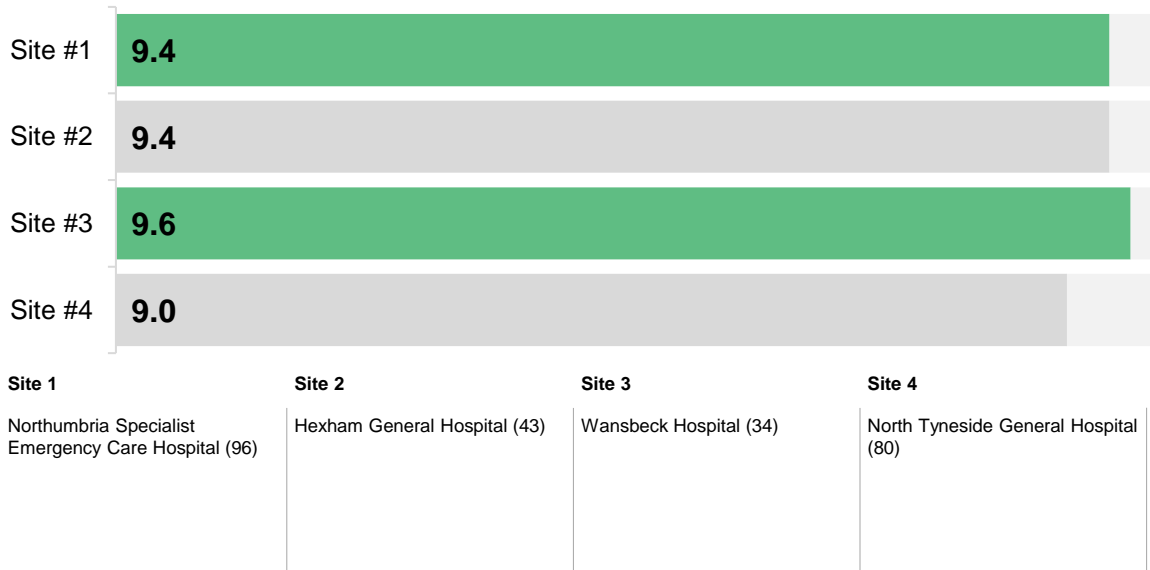 Site #1 9.4
Site #2 9.4
Site #3 9.6
Site #4 9.0
Site 1
Northumbria Specialist
Emergency Care Hospital (96)
Site 2
Hexham General Hospital (43)
Site 3
Wansbeck Hospital (34)
Site 4
North Tyneside General Hospital
(80)